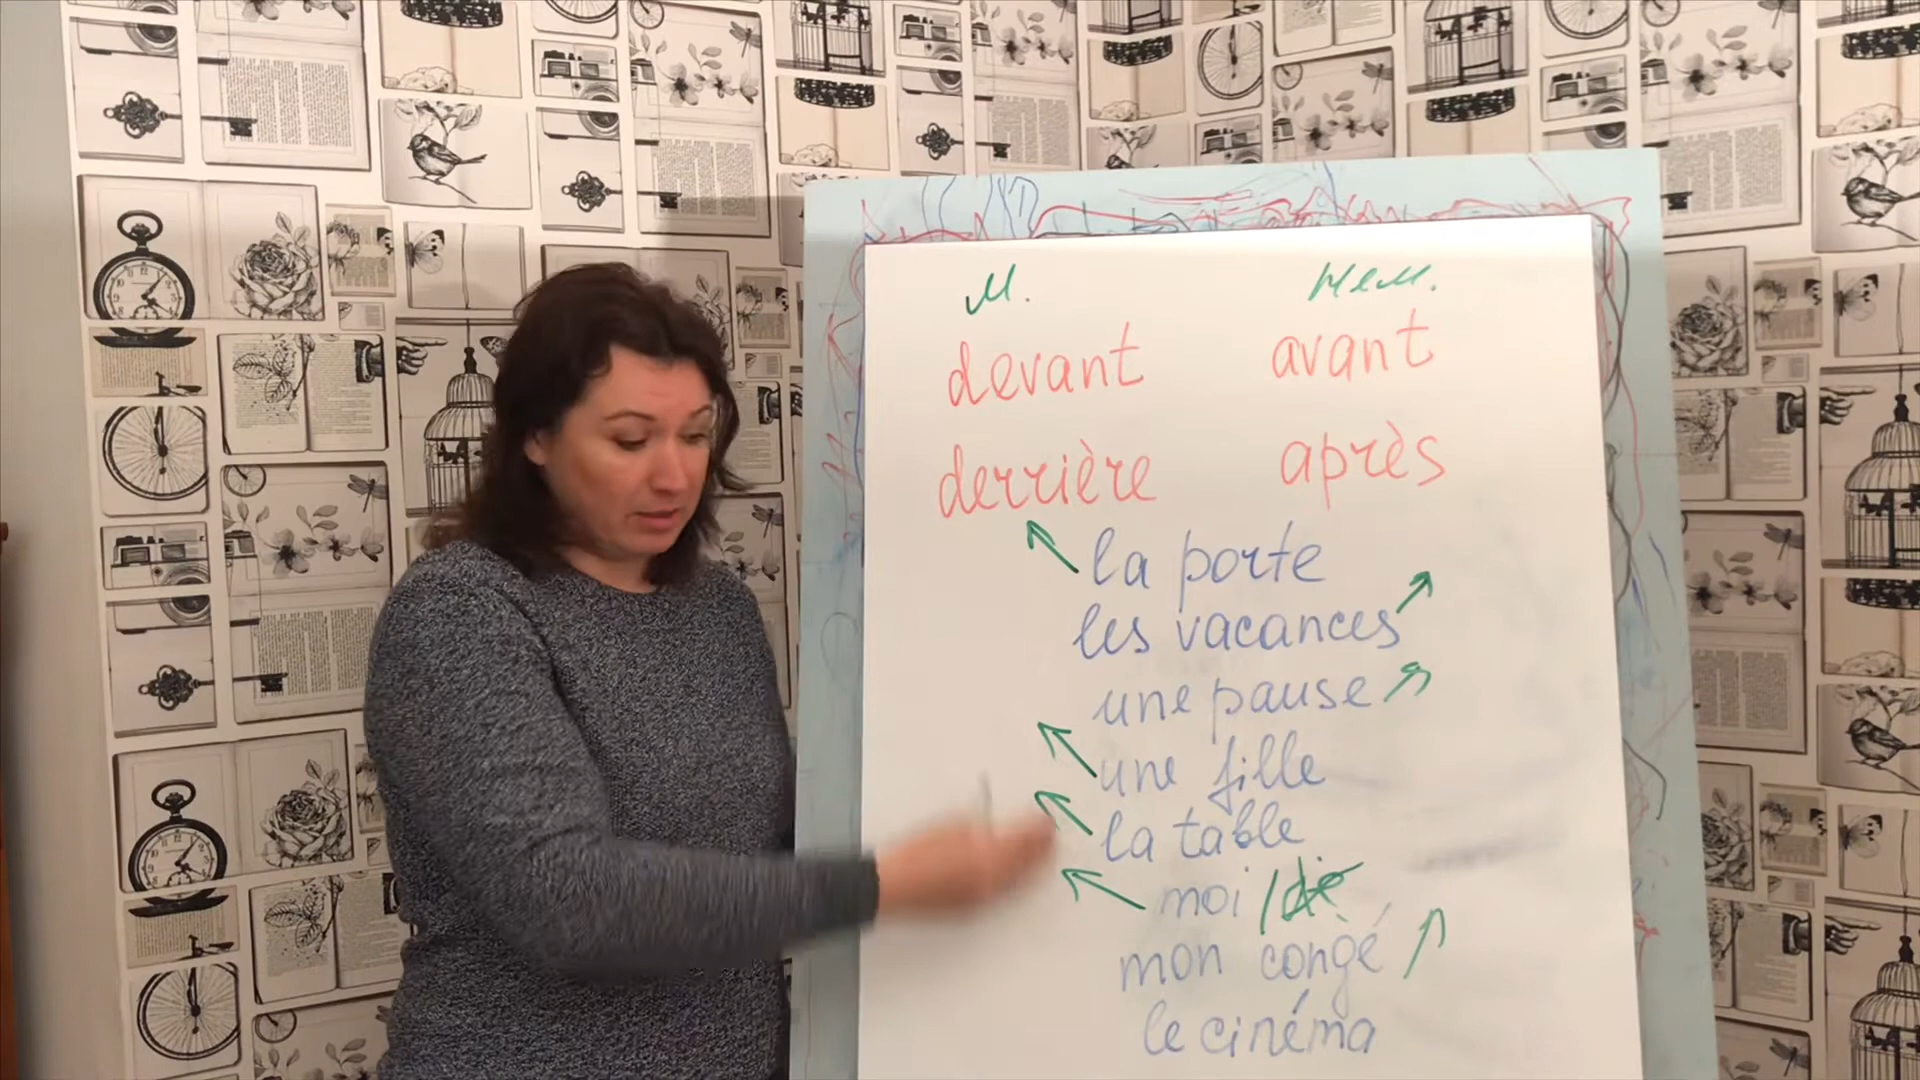 м. нем.
devant avant
derrière après
la porte
les vacances
une pause
une fille
la table
moi /
mon congé
le cinéma